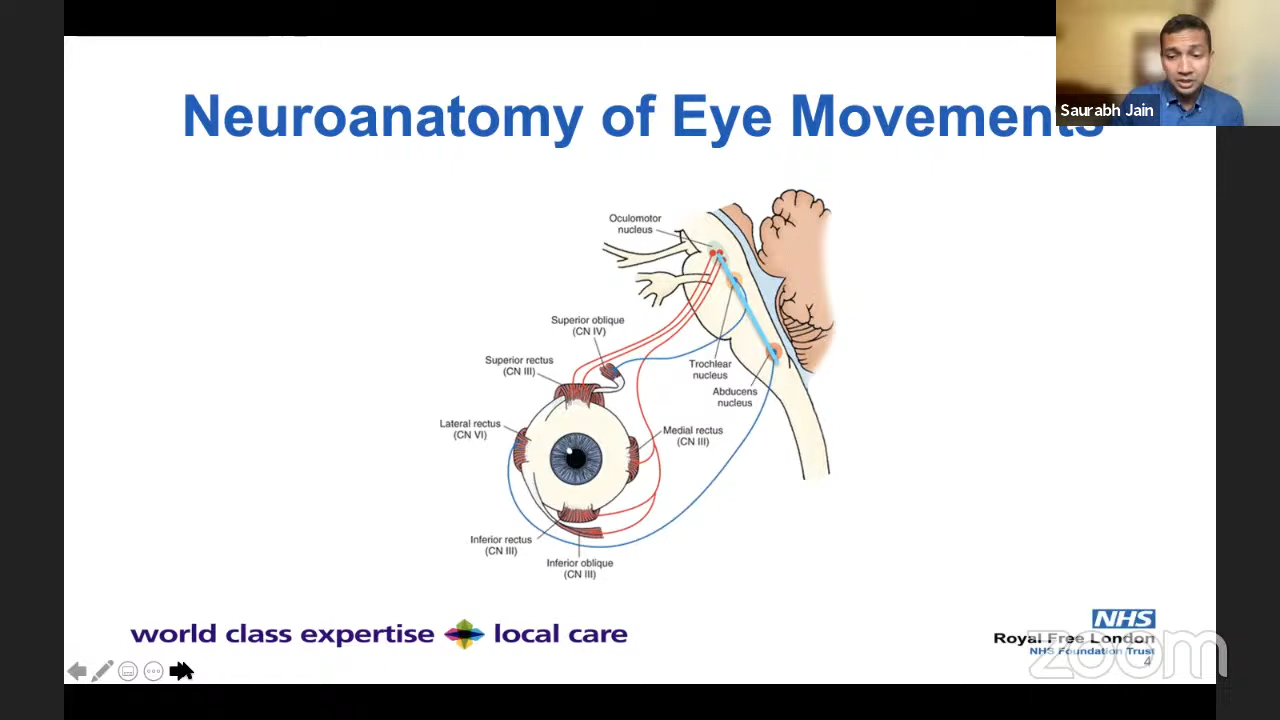 Neuroanatomy of Eye Movements
Saurabh Jain
Oculomotor
nucleus
Superior oblique
(CN IV)
Superior rectus
(CN III)
Trochlear
nucleus
Abducens
nucleus
Lateral rectus
(CN VI)
Medial rectus
(CN III)
Inferior rectus
(CN III)
Inferior oblique
(CN III)
world class expertise local care
NHS
Royal Free London
NHS Foundation Trust
zoom
4